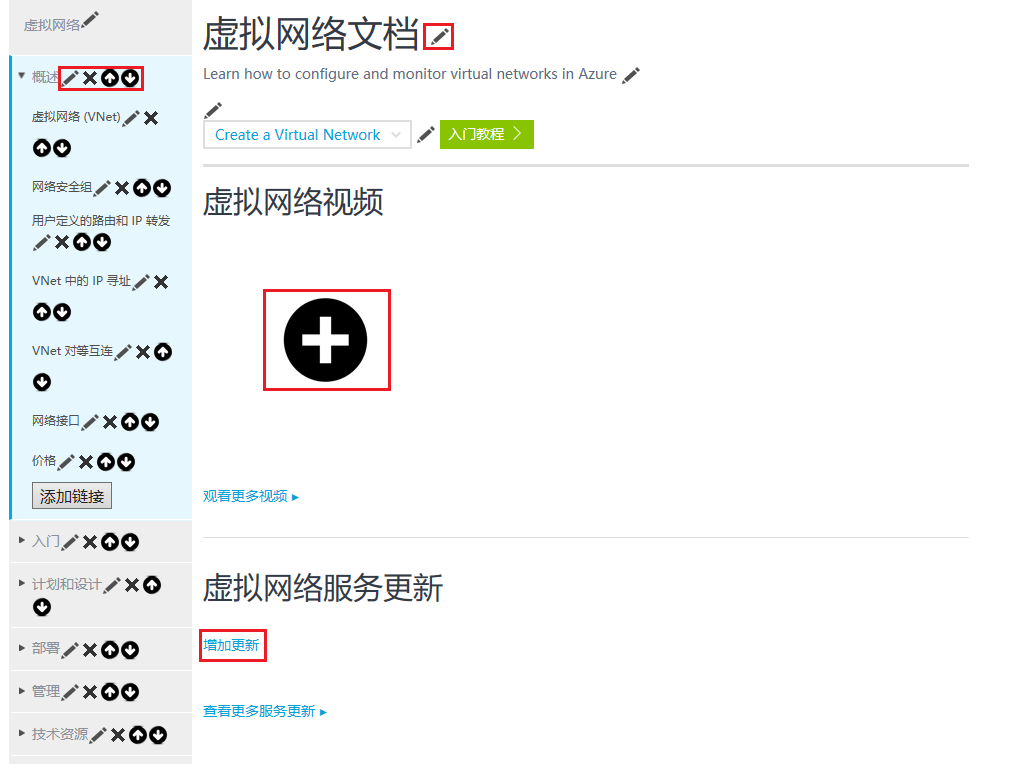 虚拟网络
概述
虚拟网络 (VNet)
网络安全组
用户定义的路由和 IP 转发
VNet 中的 IP 寻址
VNet 对等互连
网络接口
价格
添加链接
入门
计划和设计
部署
管理
技术资源
虚拟网络文档
Learn how to configure and monitor virtual networks in Azure
Create a Virtual Network
入门教程
虚拟网络视频
观看更多视频
虚拟网络服务更新
增加更新
查看更多服务更新